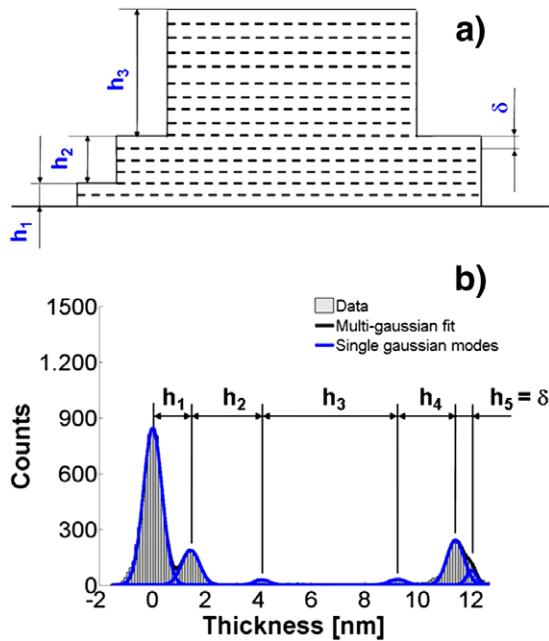 a)
h3
δ
h2
h1
b)
1500
Data
Multi-gaussian fit
Single gaussian modes
1.200
h1 h2 h3 h4 h5 = δ
900
600
300
0
-2 0 2 4 6 8 10 12
Counts
Thickness [nm]